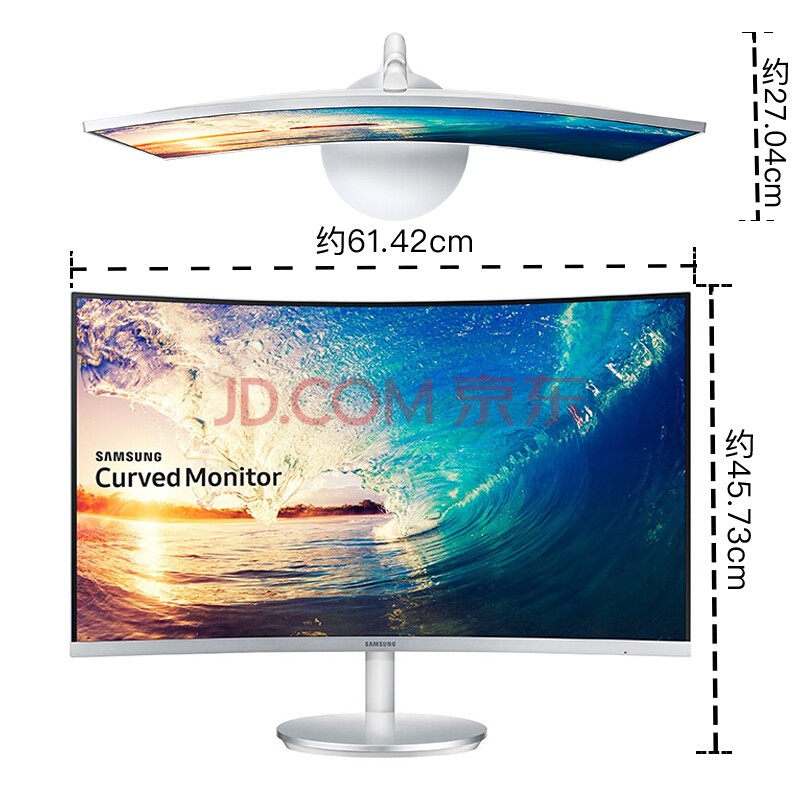 约27.04cm
约61.42cm
JD.COM 京东
SAMSUNG
Curved Monitor
约45.73cm
SAMSUNG